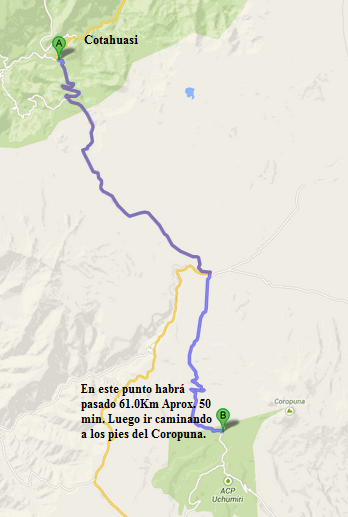 A
Cotahuasi
En este punto habrá
pasado 61.0Km Aprox. 50
min. Luego ir caminando
a los pies del Coropuna.
Coropuna
B
ACP
Uchumiri